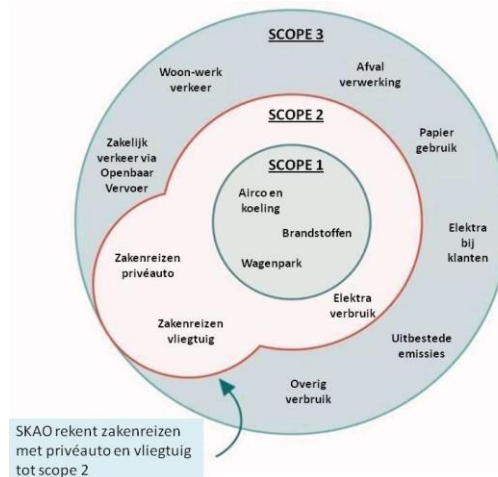 SCOPE 3
Woon-werk
verkeer
Afval
verwerking
SCOPE 2
Papier
gebruik
Zakelijk
verkeer via
Openbaar
Vervoer
SCOPE 1
Airco en
koeling
Brandstoffen
Wagenpark
Elektra
bij
klanten
Zakenreizen
privéauto
Elektra
verbruik
Zakenreizen
vliegtuig
Uitbestede
emissies
Overig
verbruik
SKAO rekent zakenreizen
met privéauto en vliegtuig
tot scope 2